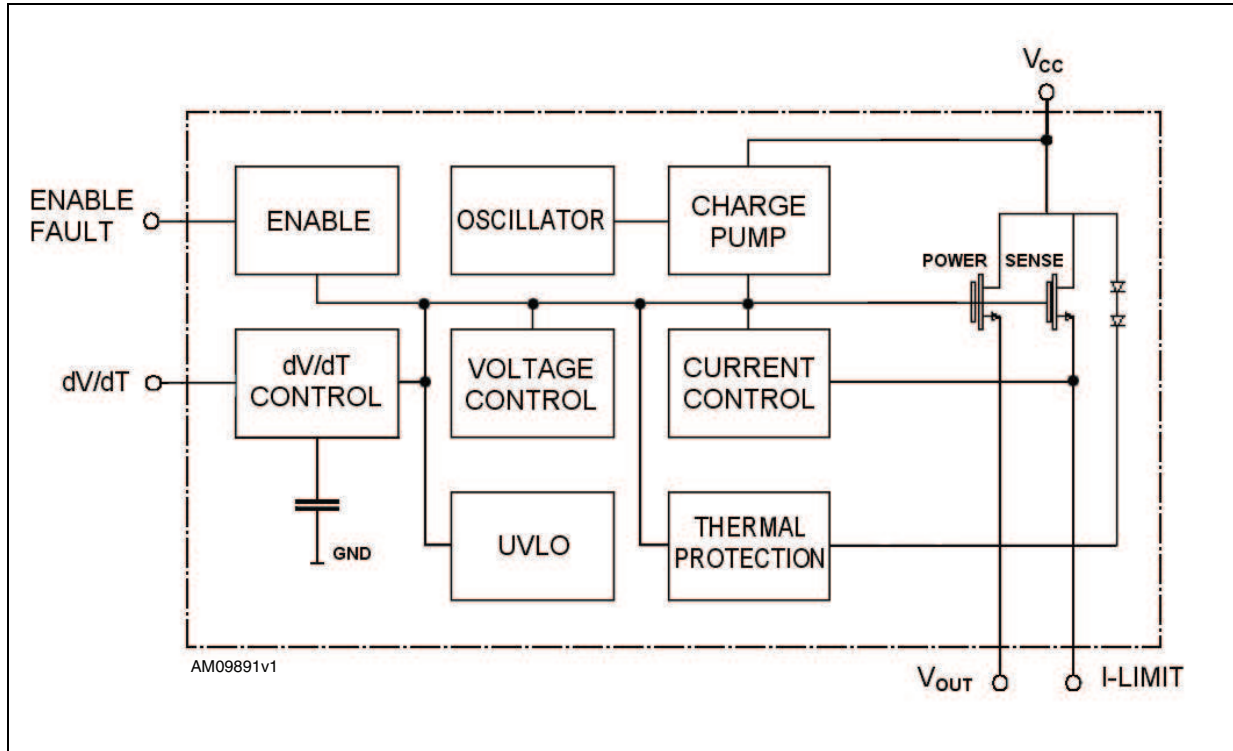 VCC
ENABLE
FAULT
ENABLE
OSCILLATOR
CHARGE
PUMP
POWER
SENSE
dV/dT
dV/dT
CONTROL
VOLTAGE
CONTROL
CURRENT
CONTROL
GND
UVLO
THERMAL
PROTECTION
AM09891v1
VOUT
I-LIMIT